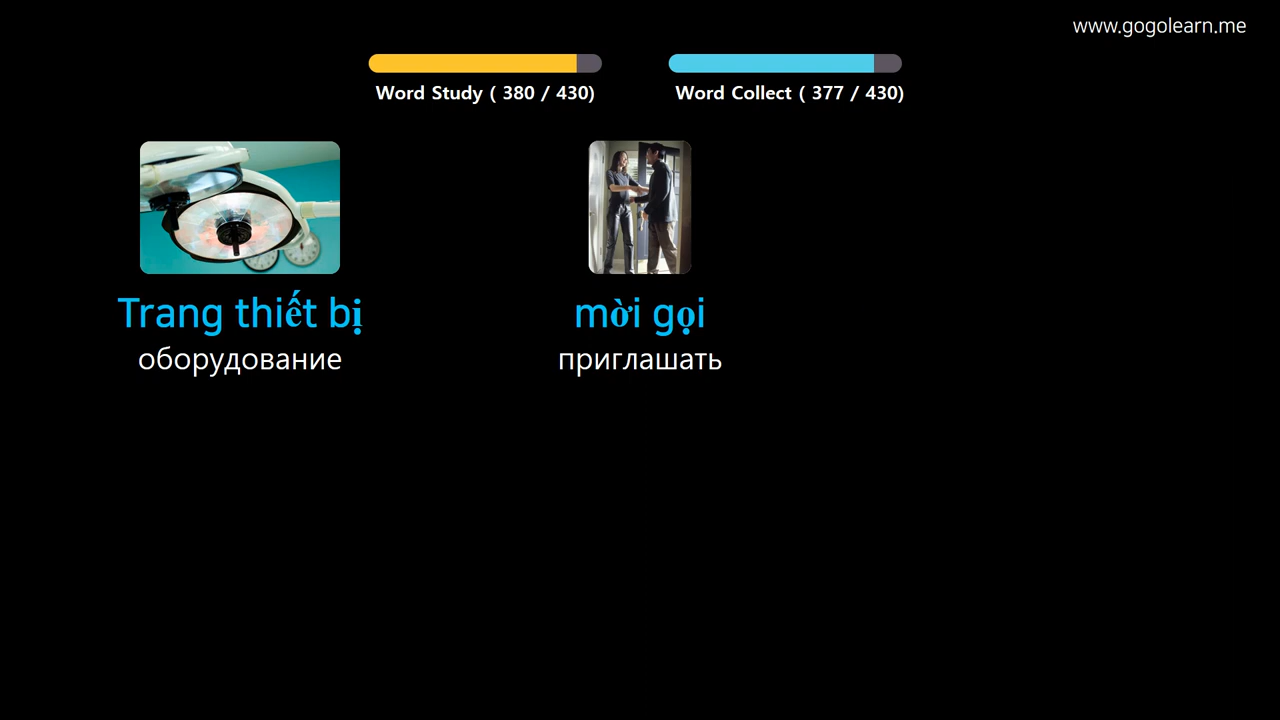 www.gogolearn.me
Word Study ( 380 / 430)
Word Collect ( 377 / 430)
Trang thiết bị
оборудование
mời gọi
приглашать